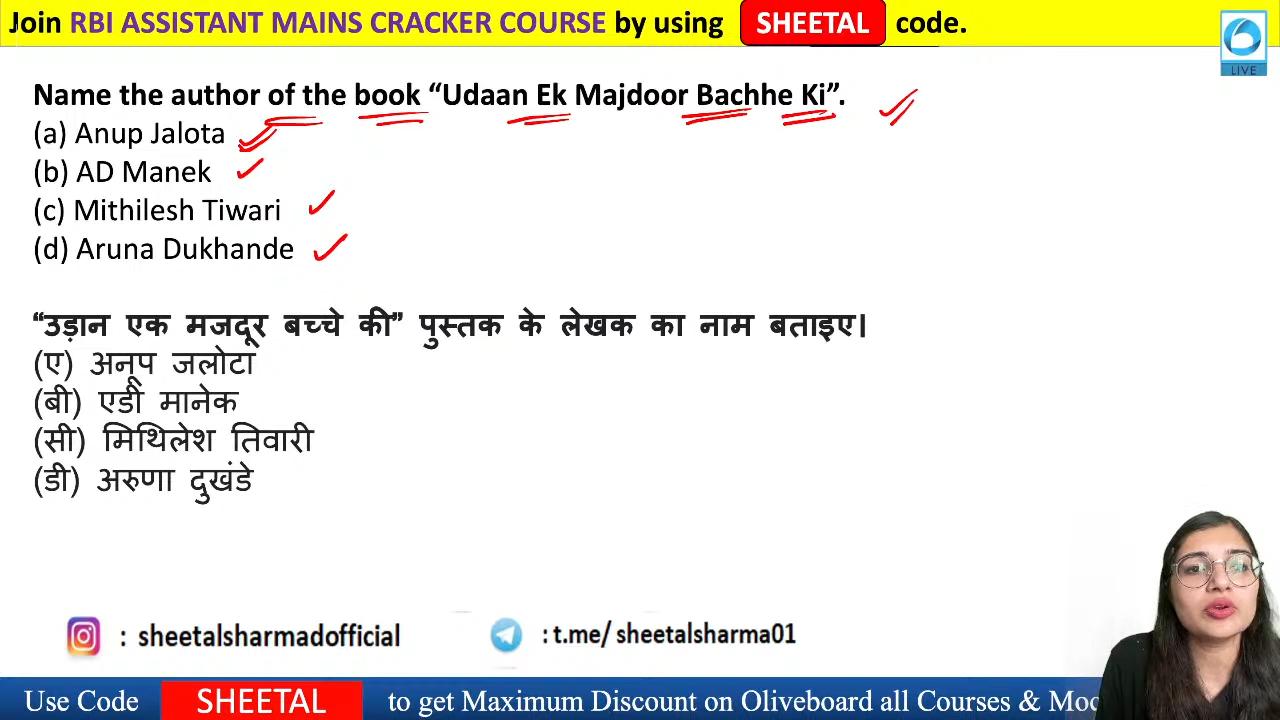 Join RBI ASSISTANT MAINS CRACKER COURSE by using SHEETAL code.
LIVE
Name the author of the book “Udaan Ek Majdoor Bachhe Ki”.
(a) Anup Jalota
(b) AD Manek
(c) Mithilesh Tiwari
(d) Aruna Dukhande
“उड़ान एक मजदूर बच्चे की” पुस्तक के लेखक का नाम बताइए।
(ए) अनूप जलोटा
(बी) एडी मानेक
(सी) मिथिलेश तिवारी
(डी) अरुणा दुखंडे
: sheetalsharmadofficial
: t.me/ sheetalsharma01
Use Code SHEETAL to get Maximum Discount on Oliveboard all Courses & Moc